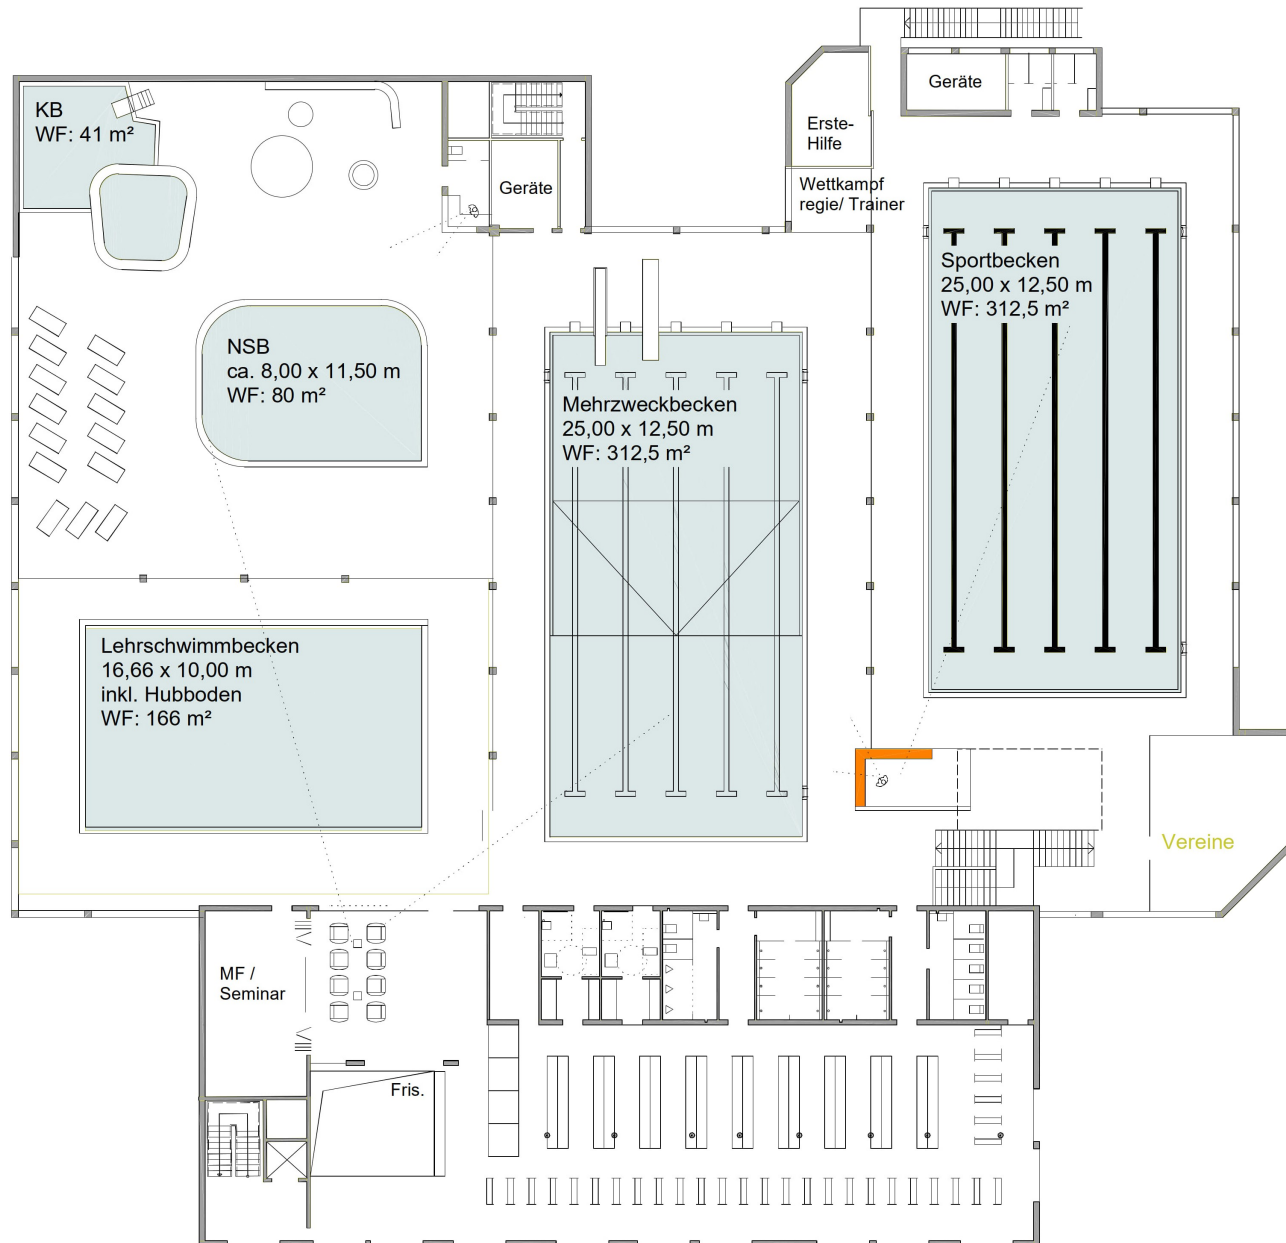 KB
WF: 41 m²
Geräte
Geräte
Erste-
Hilfe
Wettkampf
regie/ Trainer
Sportbecken
25,00 x 12,50 m
WF: 312,5 m²
NSB
ca. 8,00 x 11,50 m
WF: 80 m²
Mehrzweckbecken
25,00 x 12,50 m
WF: 312,5 m²
Lehrschwimmbecken
16,66 x 10,00 m
inkl. Hubboden
WF: 166 m²
Vereine
MF /
Seminar
Fris.